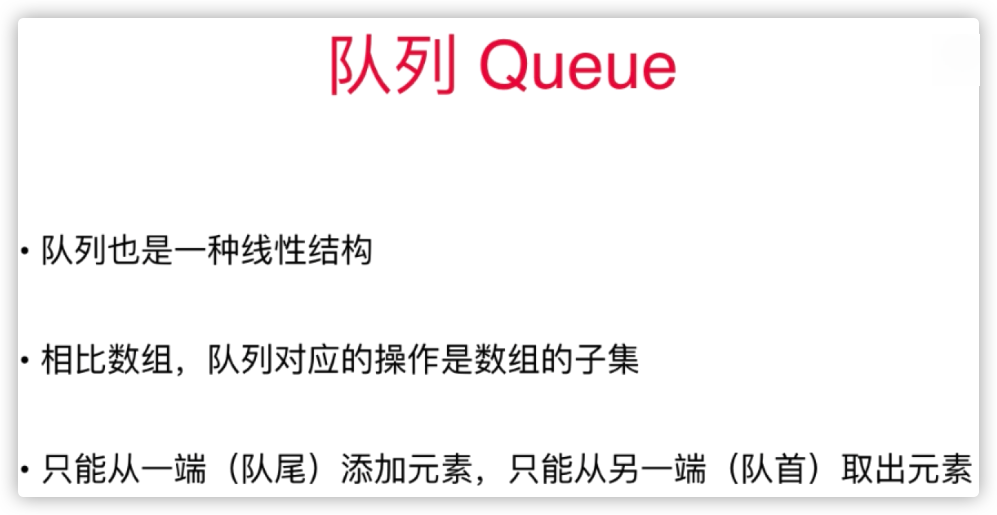 队列 Queue
• 队列也是一种线性结构
• 相比数组，队列对应的操作是数组的子集
• 只能从一端（队尾）添加元素，只能从另一端（队首）取出元素